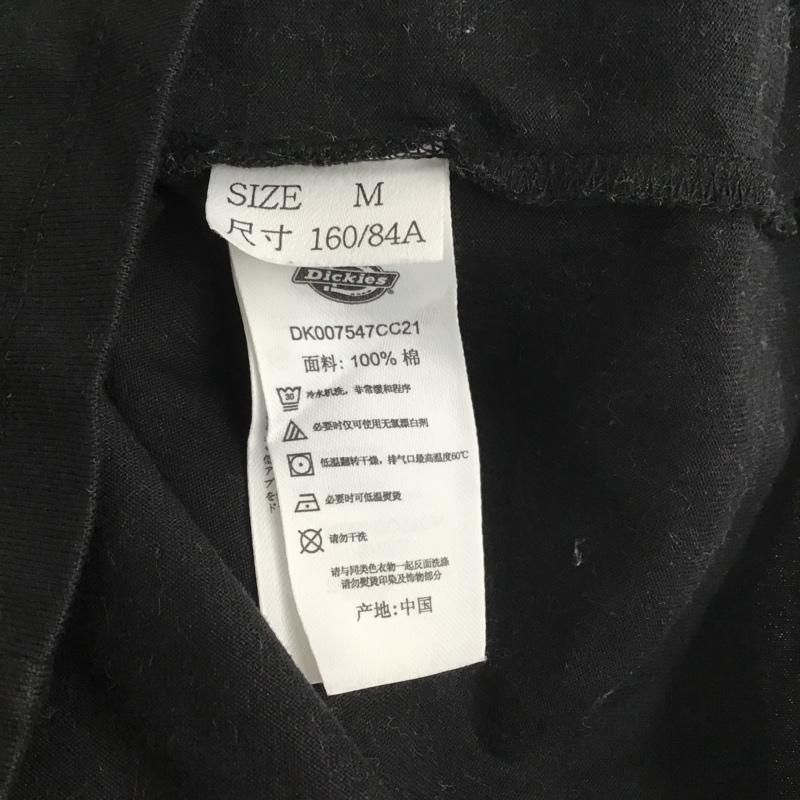 SIZE M
尺寸 160/84A
Dickies
DK007547CC21
面料: 100% 棉
30 冷水机洗，非常缓和程序
必要时仅可使用无氯漂白剂
低温翻转干燥，排气口最高温度60℃
必要时可低温熨烫
请勿干洗
请与同类色衣物一起反面洗涤
请勿熨烫印染及饰物部分
产地:中国